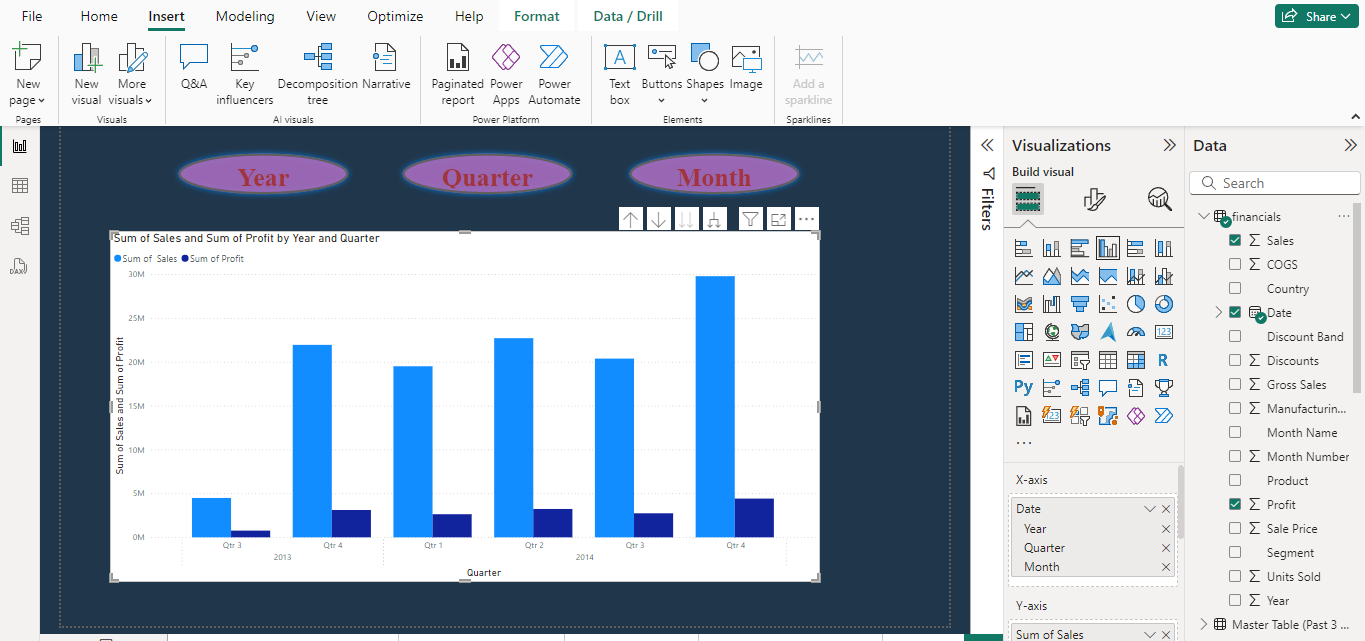 File Home Insert Modeling View Optimize Help Format Data / Drill Share
New page
New visual
More visuals
Q&A
Key influencers
Decomposition tree
Narrative
Paginated report
Power Apps
Power Automate
Text box
Buttons
Shapes
Image
Add a sparkline
Pages Visuals AI visuals Power Platform Elements Sparklines
Year Quarter Month
Sum of Sales and Sum of Profit by Year and Quarter
Sum of Sales Sum of Profit
Sum of Sales and Sum of Profit
30M
25M
20M
15M
10M
5M
0M
Qtr 3 Qtr 4 Qtr 1 Qtr 2 Qtr 3 Qtr 4
2013 2014
Quarter
Filters
Visualizations
Build visual
123
R
Py
123
...
X-axis
Date
Year
Quarter
Month
Y-axis
Sum of Sales
Data
Search
financials
Sales
COGS
Country
Date
Discount Band
Discounts
Gross Sales
Manufacturin...
Month Name
Month Number
Product
Profit
Sale Price
Segment
Units Sold
Year
Master Table (Past 3 ...